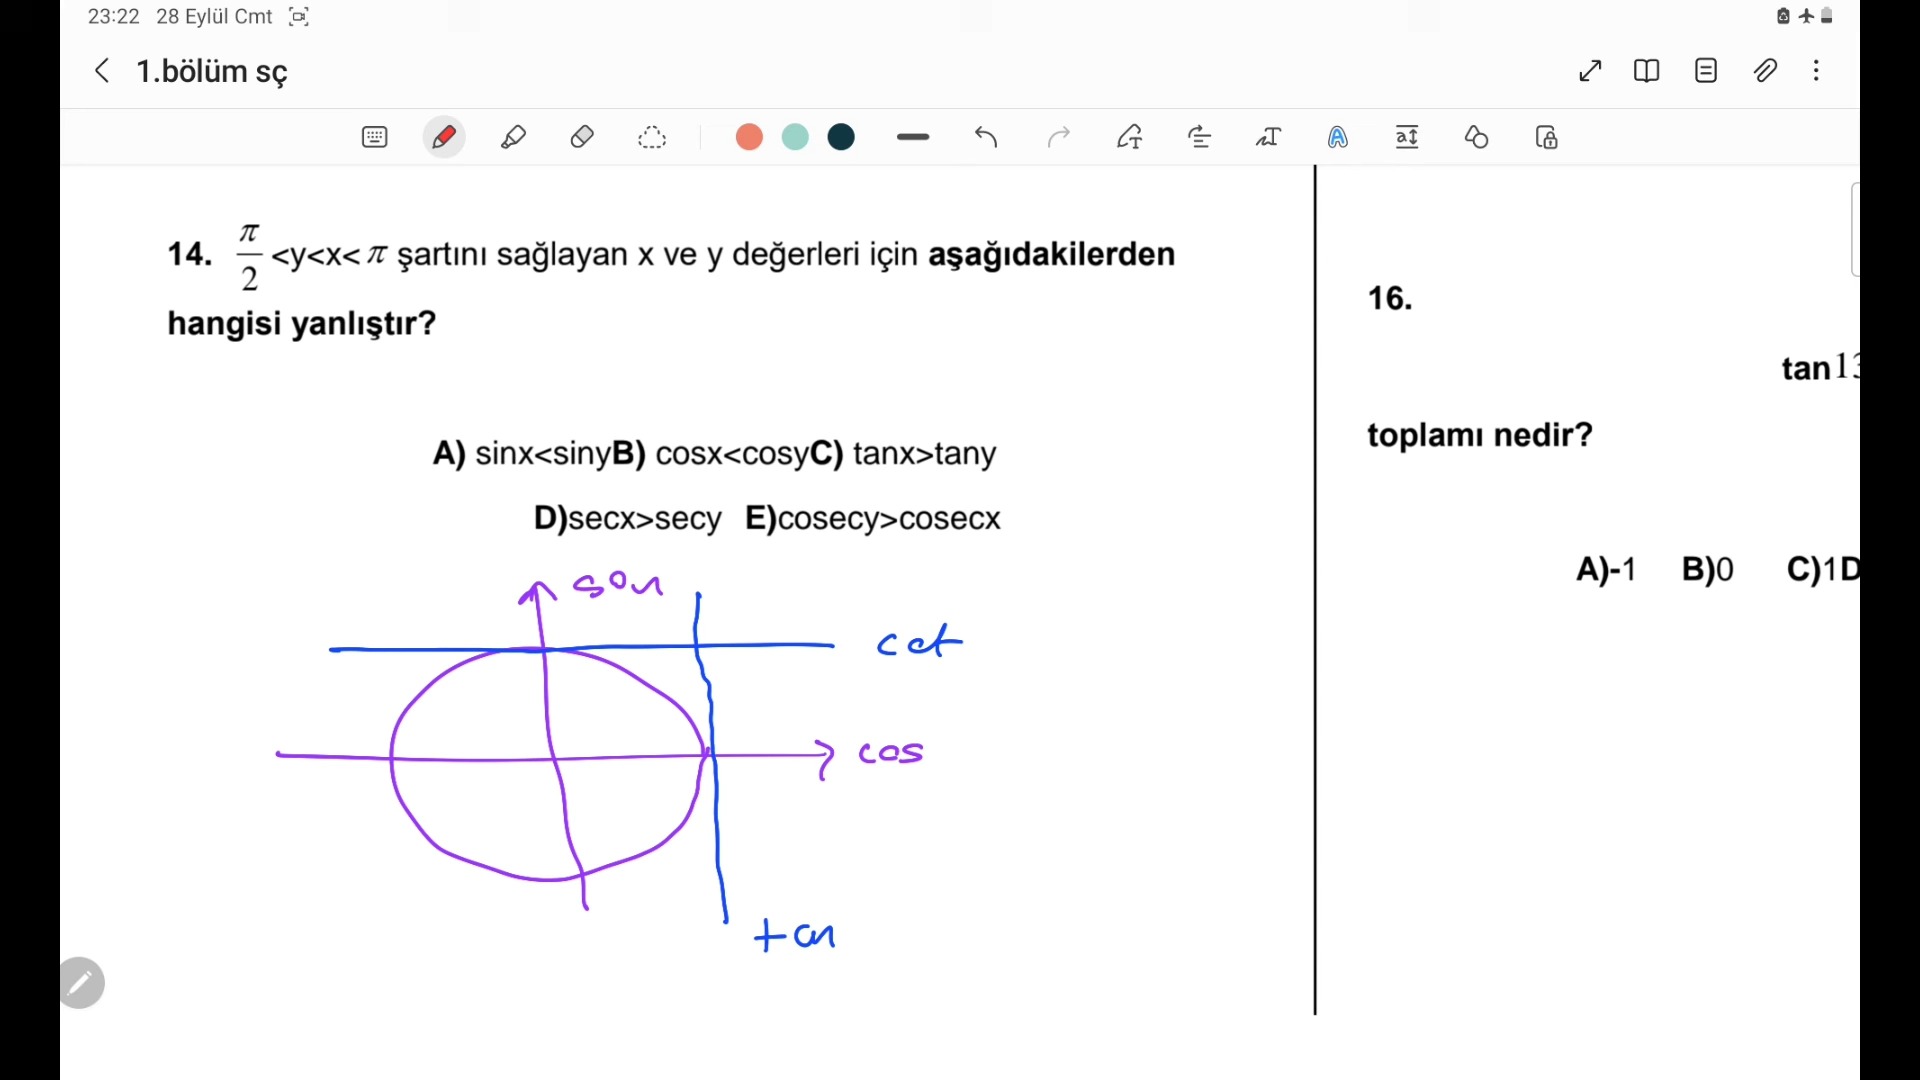 23:22 28 Eylül Cmt
1.bölüm sç
14. π/2 <y<x< π şartını sağlayan x ve y değerleri için aşağıdakilerden
hangisi yanlıştır?
A) sinx<sinyB) cosx<cosyC) tanx>tany
D)secx>secy E)cosecy>cosecx
sin
cot
cos
tan
16.
tan13
toplamı nedir?
A)-1 B)0 C)1D